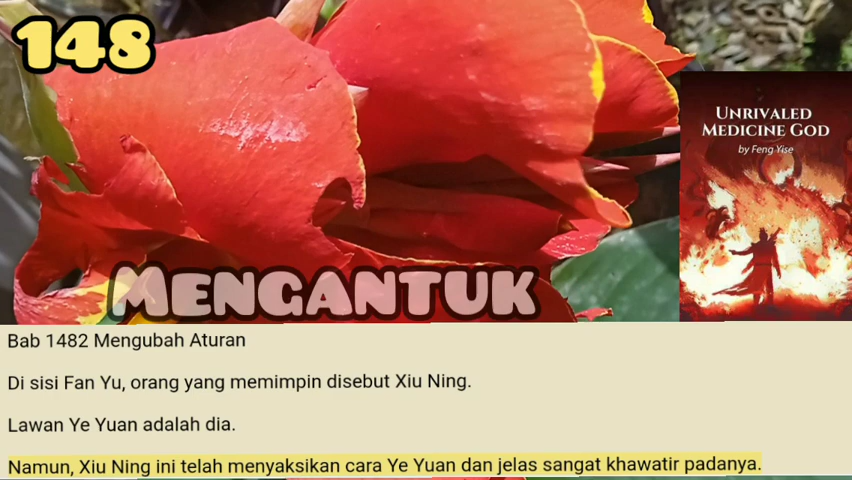 148
UNRIVALED
MEDICINE GOD
by Feng Yise
MENGANTUK
Bab 1482 Mengubah Aturan
Di sisi Fan Yu, orang yang memimpin disebut Xiu Ning.
Lawan Ye Yuan adalah dia.
Namun, Xiu Ning ini telah menyaksikan cara Ye Yuan dan jelas sangat khawatir padanya.